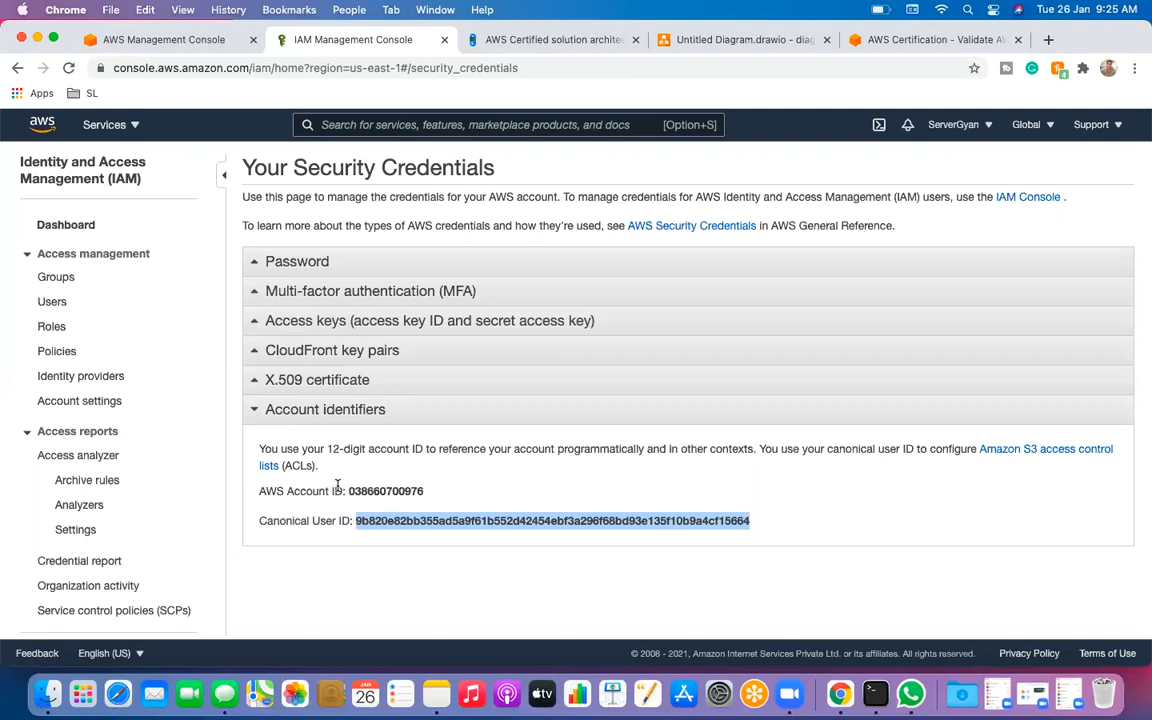 Chrome File Edit View History Bookmarks People Tab Window Help Tue 26 Jan 9:25 AM
AWS Management Console IAM Management Console AWS Certified solution archite Untitled Diagram.drawio - diag AWS Certification - Validate AW
console.aws.amazon.com/iam/home?region=us-east-1#/security_credentials
Apps SL
aws Services Search for services, features, marketplace products, and docs [Option+S] ServerGyan Global Support
Identity and Access
Management (IAM)
Dashboard
Access management
Groups
Users
Roles
Policies
Identity providers
Account settings
Access reports
Access analyzer
Archive rules
Analyzers
Settings
Credential report
Organization activity
Service control policies (SCPs)
Your Security Credentials
Use this page to manage the credentials for your AWS account. To manage credentials for AWS Identity and Access Management (IAM) users, use the IAM Console .
To learn more about the types of AWS credentials and how they're used, see AWS Security Credentials in AWS General Reference.
Password
Multi-factor authentication (MFA)
Access keys (access key ID and secret access key)
CloudFront key pairs
X.509 certificate
Account identifiers
You use your 12-digit account ID to reference your account programmatically and in other contexts. You use your canonical user ID to configure Amazon S3 access control
lists (ACLs).
AWS Account ID: 038660700976
Canonical User ID: 9b820e82bb355ad5a9f61b552d42454ebf3a296f68bd93e135f10b9a4cf15664
Feedback English (US) © 2008 - 2021, Amazon Internet Services Private Ltd. or its affiliates. All rights reserved. Privacy Policy Terms of Use
JAN
26
tv